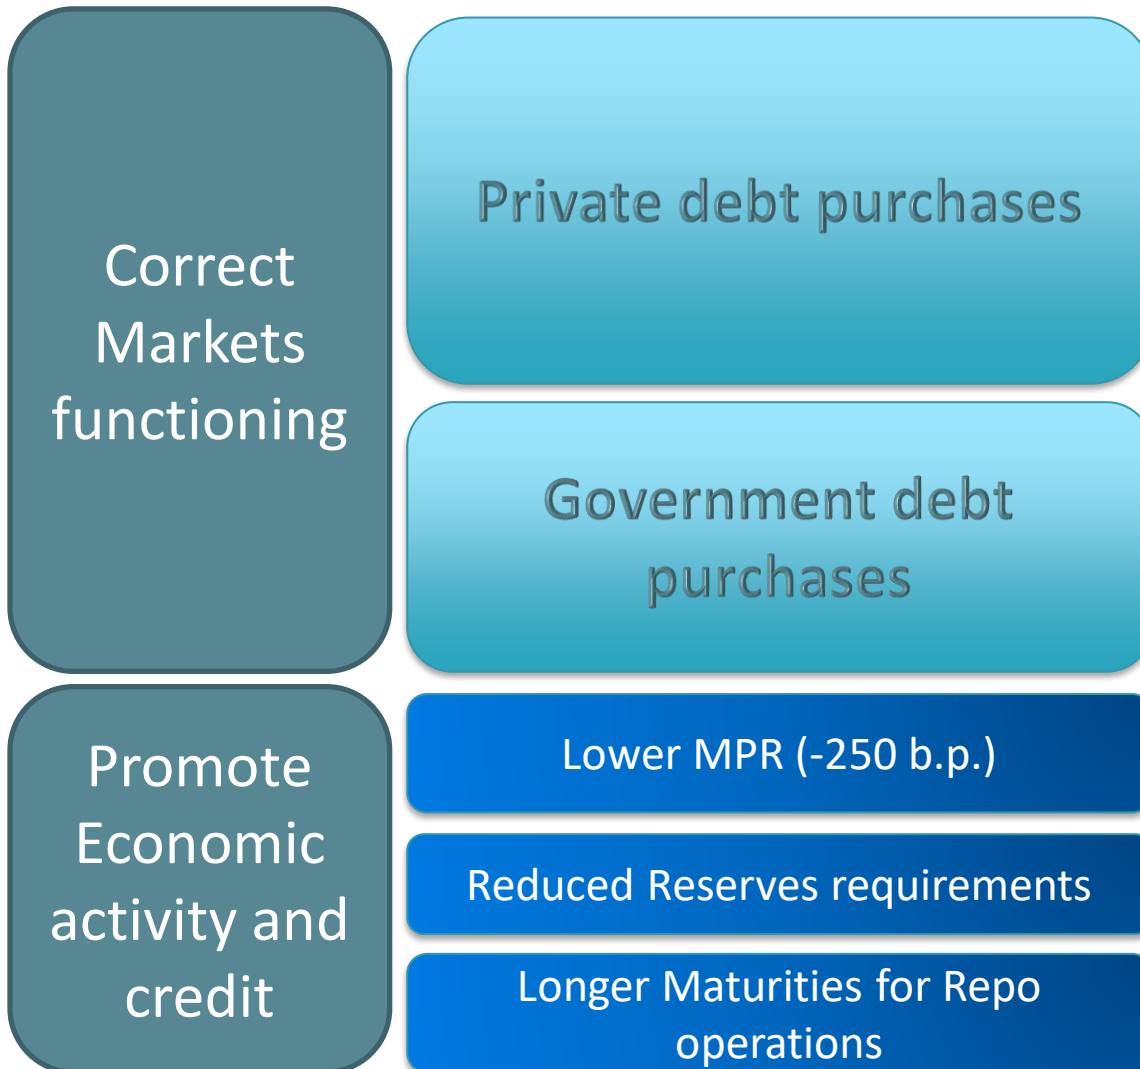 Correct
Markets
functioning
Private debt purchases
Government debt
purchases
Promote
Economic
activity and
credit
Lower MPR (-250 b.p.)
Reduced Reserves requirements
Longer Maturities for Repo
operations